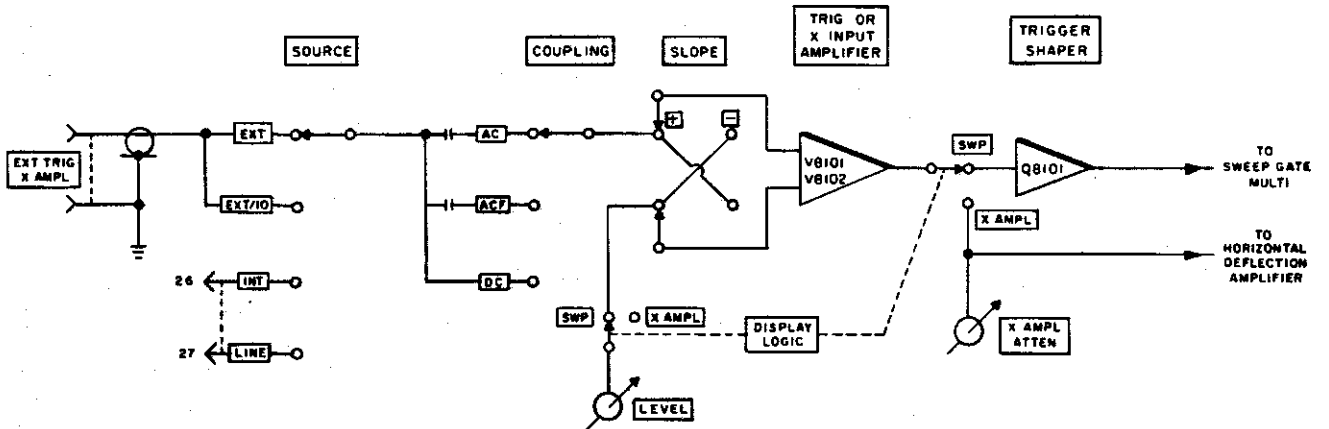 SOURCE
COUPLING
SLOPE
TRIG OR
X INPUT
AMPLIFIER
TRIGGER
SHAPER
EXT TRIG
X AMPL
EXT
EXT/10
26
INT
27
LINE
AC
ACF
DC
+
−
V8101
V8102
SWP
Q8101
X AMPL
TO
SWEEP GATE
MULTI
TO
HORIZONTAL
DEFLECTION
AMPLIFIER
SWP
X AMPL
DISPLAY
LOGIC
X AMPL
ATTEN
LEVEL